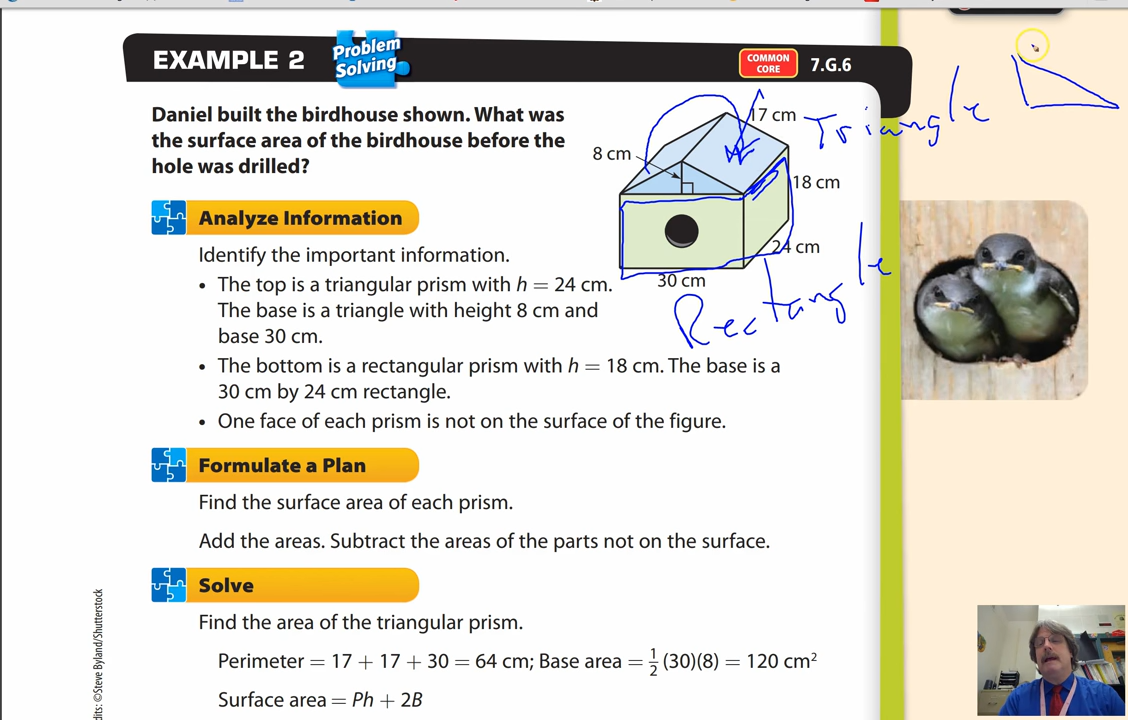 EXAMPLE 2
Problem
Solving
COMMON
CORE
7.G.6
Daniel built the birdhouse shown. What was
the surface area of the birdhouse before the
hole was drilled?
17 cm
8 cm
18 cm
24 cm
30 cm
Triangle
Rectangle
Analyze Information
Identify the important information.
• The top is a triangular prism with h = 24 cm.
The base is a triangle with height 8 cm and
base 30 cm.
• The bottom is a rectangular prism with h = 18 cm. The base is a
30 cm by 24 cm rectangle.
• One face of each prism is not on the surface of the figure.
Formulate a Plan
Find the surface area of each prism.
Add the areas. Subtract the areas of the parts not on the surface.
Solve
Find the area of the triangular prism.
Perimeter = 17 + 17 + 30 = 64 cm; Base area = 1/2 (30)(8) = 120 cm²
Surface area = Ph + 2B
dits: ©Steve Byland/Shutterstock